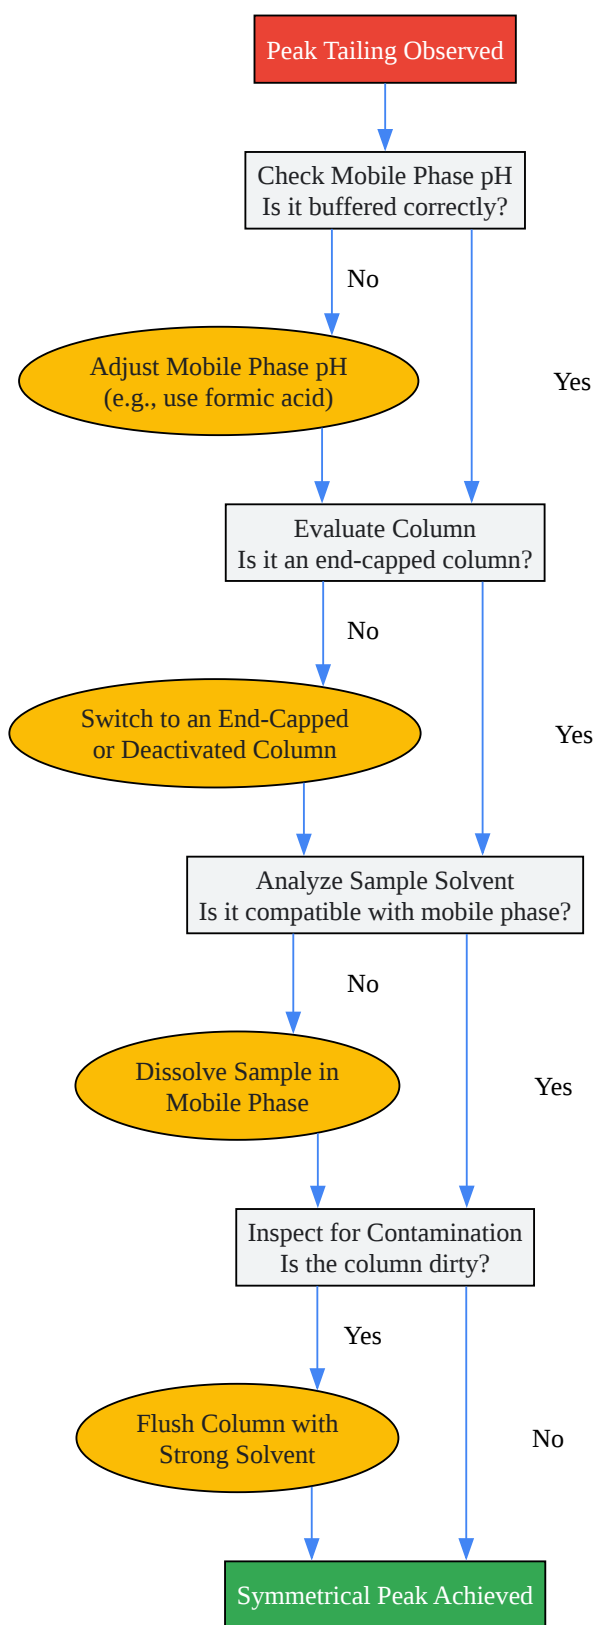 Peak Tailing Observed
Check Mobile Phase pH
Is it buffered correctly?
No
Adjust Mobile Phase pH
(e.g., use formic acid)
Yes
Evaluate Column
Is it an end-capped column?
No
Switch to an End-Capped
or Deactivated Column
Yes
Analyze Sample Solvent
Is it compatible with mobile phase?
No
Dissolve Sample in
Mobile Phase
Yes
Inspect for Contamination
Is the column dirty?
Yes
Flush Column with
Strong Solvent
No
Symmetrical Peak Achieved